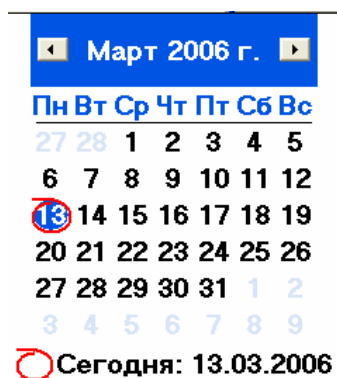 Март 2006 г.
Пн Вт Ср Чт Пт Сб Вс
27 28 1 2 3 4 5
6 7 8 9 10 11 12
13 14 15 16 17 18 19
20 21 22 23 24 25 26
27 28 29 30 31 1 2
3 4 5 6 7 8 9
Сегодня: 13.03.2006